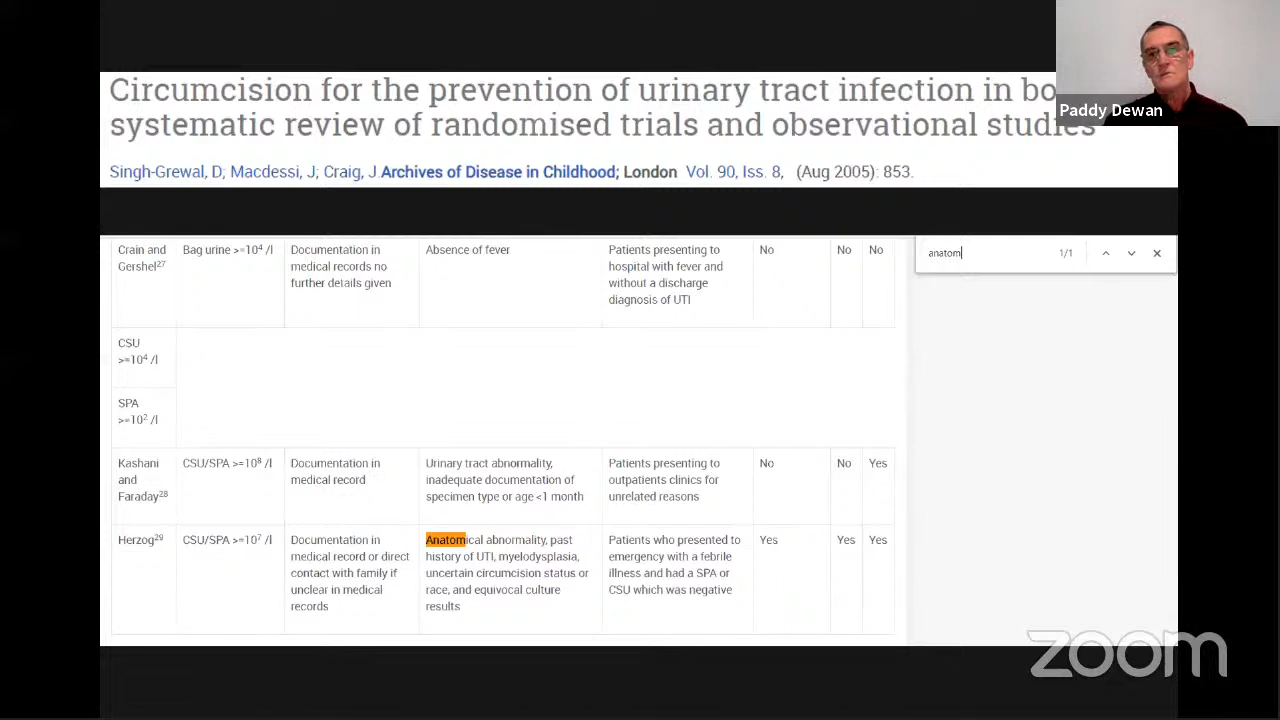 Circumcision for the prevention of urinary tract infection in bo
systematic review of randomised trials and observational studies
Paddy Dewan
Singh-Grewal, D; Macdessi, J; Craig, J.Archives of Disease in Childhood; London Vol. 90, Iss. 8, (Aug 2005): 853.
anatom
1/1
Crain and
Gershel27
Bag urine >=104 /l
Documentation in
medical records no
further details given
Absence of fever
Patients presenting to
hospital with fever and
without a discharge
diagnosis of UTI
No
No
No
CSU
>=104 /l
SPA
>=102 /l
Kashani
and
Faraday28
CSU/SPA >=108 /l
Documentation in
medical record
Urinary tract abnormality,
inadequate documentation of
specimen type or age <1 month
Patients presenting to
outpatients clinics for
unrelated reasons
No
No
Yes
Herzog29
CSU/SPA >=107 /l
Documentation in
medical record or direct
contact with family if
unclear in medical
records
Anatomical abnormality, past
history of UTI, myelodysplasia,
uncertain circumcision status or
race, and equivocal culture
results
Patients who presented to
emergency with a febrile
illness and had a SPA or
CSU which was negative
Yes
Yes
Yes
zoom